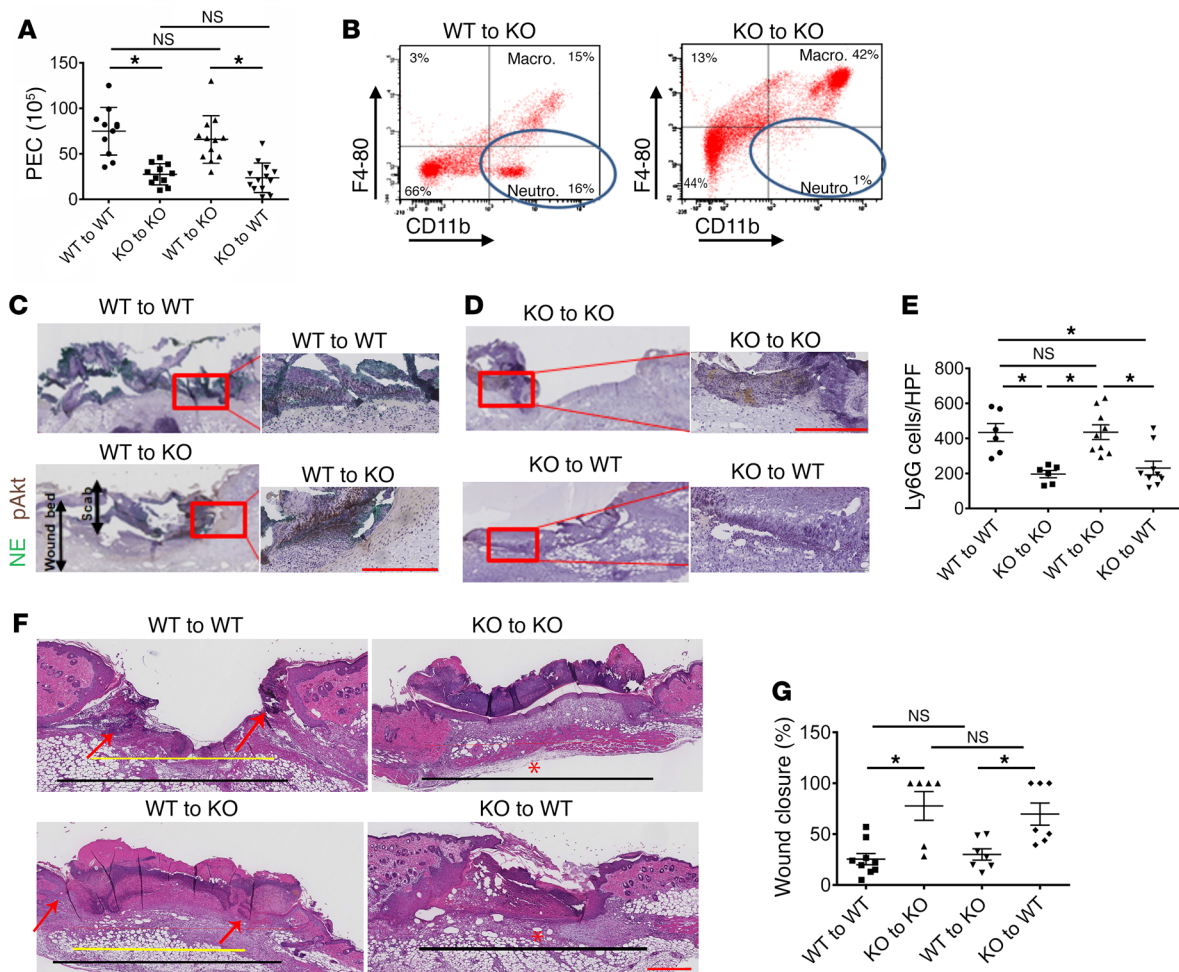 A
NS
NS
*
*
150
100
50
0
PEC (10⁵)
WT to WT
KO to KO
WT to KO
KO to WT
B
WT to KO
3%
Macro.
15%
66%
Neutro.
16%
F4-80
CD11b
KO to KO
13%
Macro.
42%
44%
Neutro.
1%
F4-80
CD11b
C
WT to WT
WT to WT
WT to KO
WT to KO
Wound bed
Scab
NE pAkt
D
KO to KO
KO to KO
KO to WT
KO to WT
E
*
NS
*
*
*
800
600
400
200
0
Ly6G cells/HPF
WT to WT
KO to KO
WT to KO
KO to WT
F
WT to WT
KO to KO
*
WT to KO
KO to WT
*
G
NS
NS
*
*
150
100
50
0
Wound closure (%)
WT to WT
KO to KO
WT to KO
KO to WT